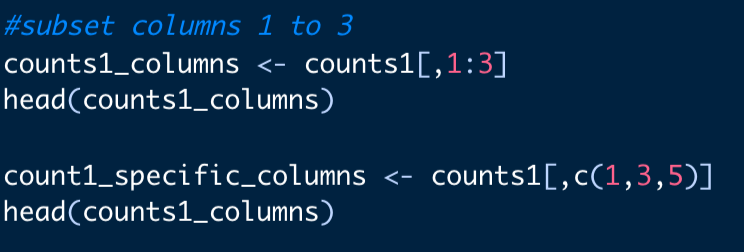 #subset columns 1 to 3
counts1_columns <- counts1[,1:3]
head(counts1_columns)
count1_specific_columns <- counts1[,c(1,3,5)]
head(counts1_columns)